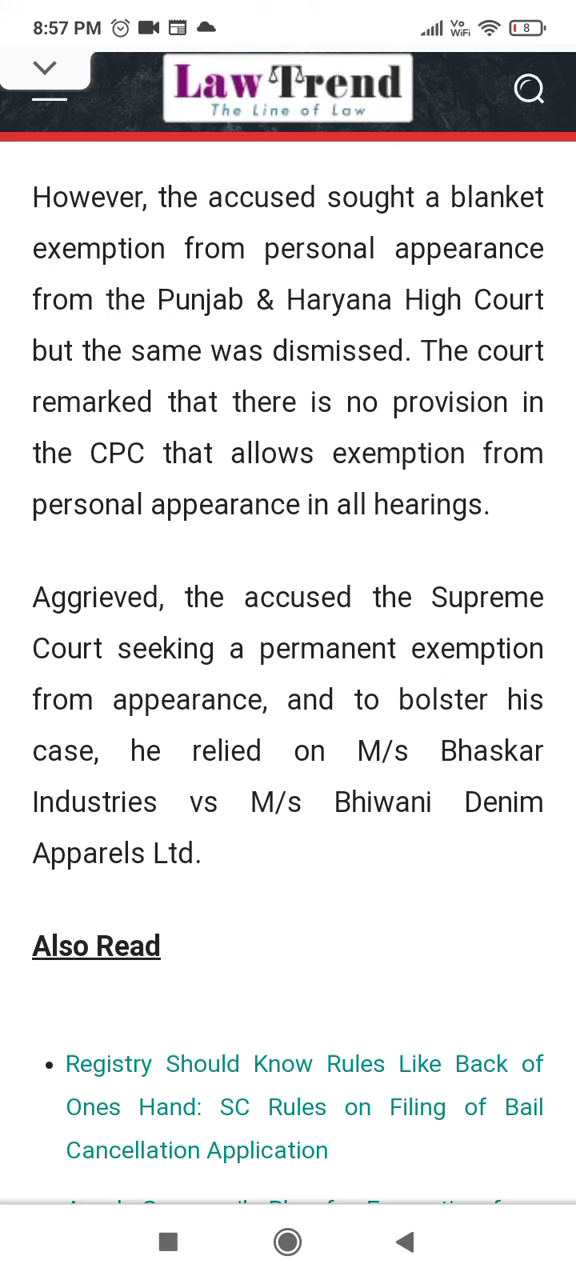 8:57 PM
Vo
WiFi
8
Law Trend
The Line of Law
However, the accused sought a blanket
exemption from personal appearance
from the Punjab & Haryana High Court
but the same was dismissed. The court
remarked that there is no provision in
the CPC that allows exemption from
personal appearance in all hearings.
Aggrieved, the accused the Supreme
Court seeking a permanent exemption
from appearance, and to bolster his
case, he relied on M/s Bhaskar
Industries vs M/s Bhiwani Denim
Apparels Ltd.
Also Read
• Registry Should Know Rules Like Back of
Ones Hand: SC Rules on Filing of Bail
Cancellation Application